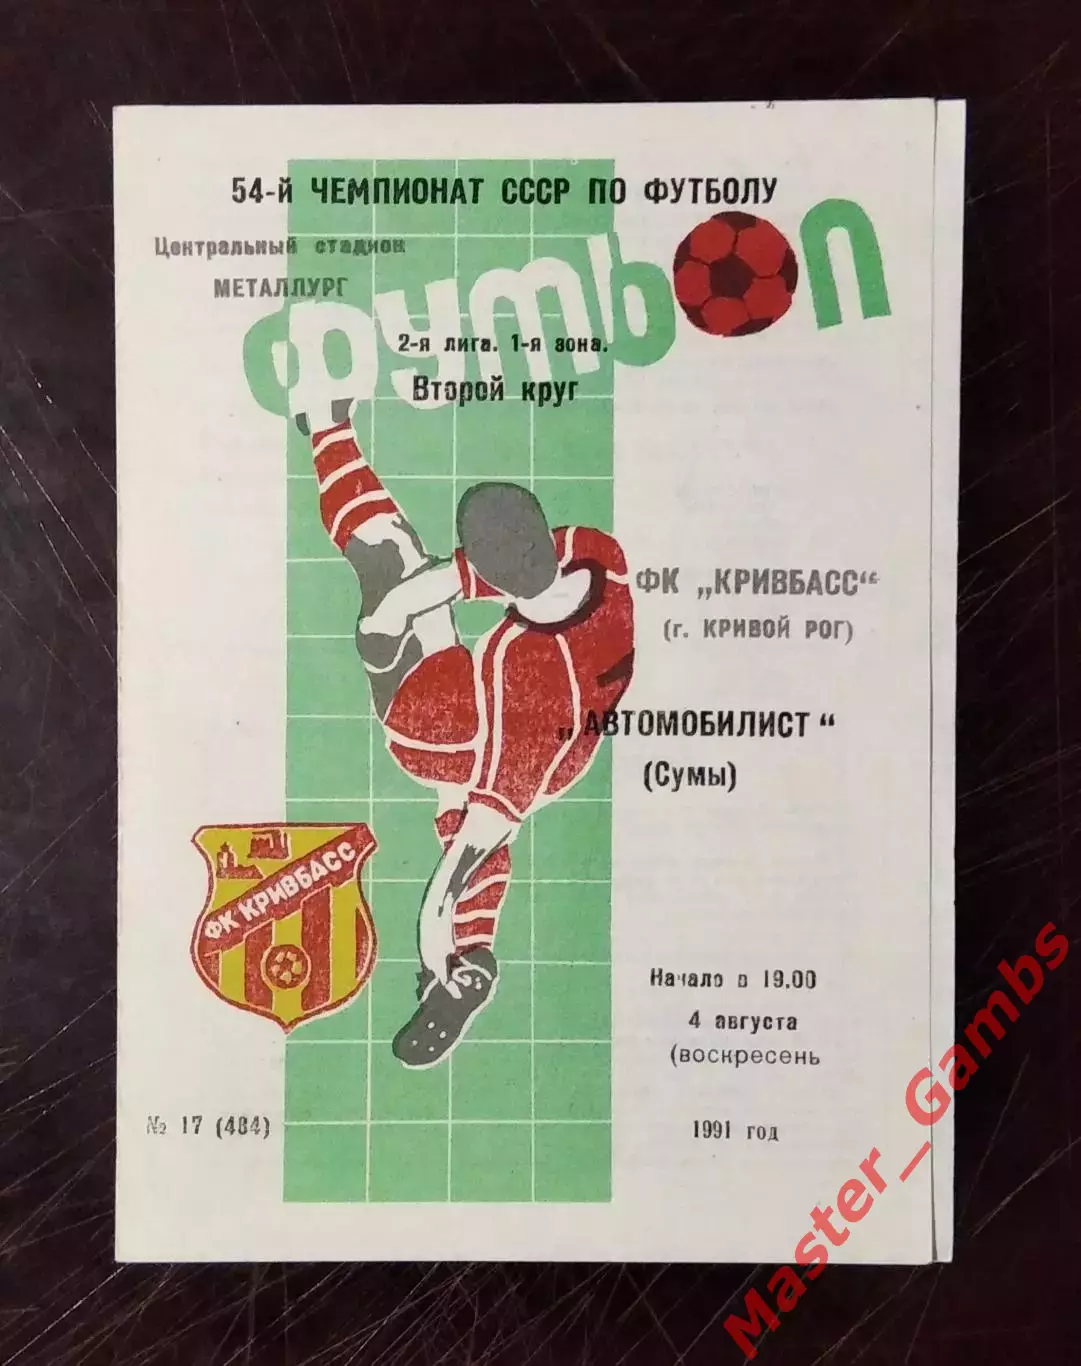 54-й ЧЕМПИОНАТ СССР ПО ФУТБОЛУ
Центральный стадион
МЕТАЛЛУРГ
футбол
2-я лига. 1-я зона.
Второй круг
ФК „КРИВБАСС“
(г. КРИВОЙ РОГ)
„АВТОМОБИЛИСТ“
(Сумы)
ФК КРИВБАСС
Начало в 19.00
4 августа
(воскресень
№ 17 (484)
1991 год
Master_Gambs